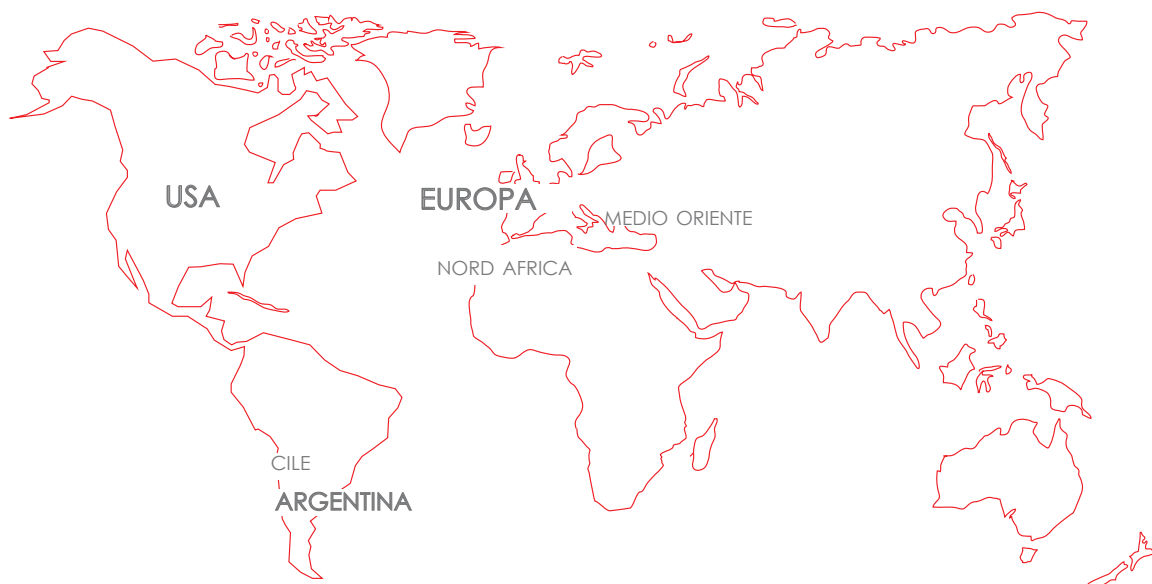 USA
EUROPA
MEDIO ORIENTE
NORD AFRICA
CILE
ARGENTINA